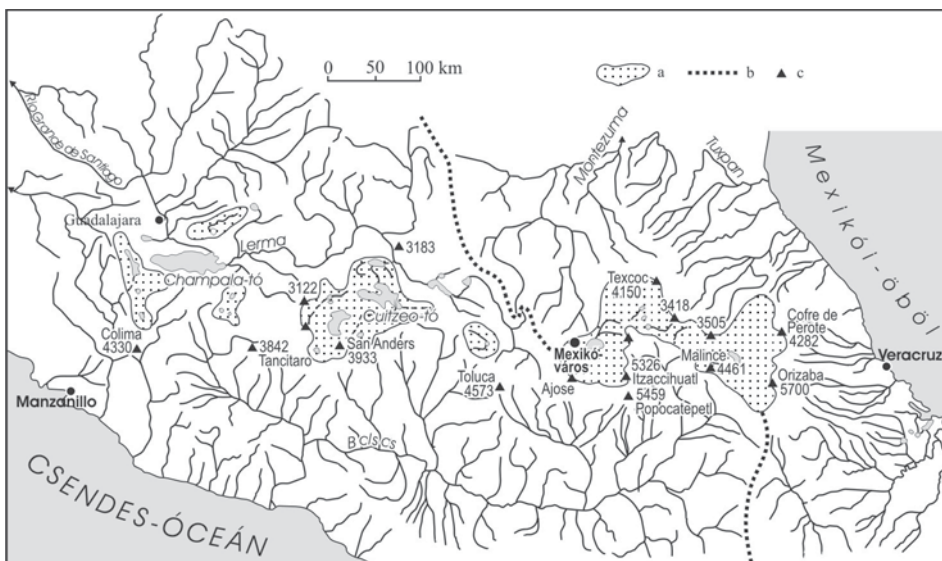 0 50 100 km
a
b
c
Rio Grande de Santiago
Montezuma
Tuxpan
Mexikói-öböl
Guadalajara
Lerma
3183
Champala-tó
3122
Texcoc
4150
Cuitzeo-tó
3418
3505
Cofre de
Perote
4282
Colima
4330
3842
Tancitaro
San Anders
3933
Mexikó-
város
Malince
4461
Veracruz
Manzanillo
Toluca
4573
Ajose
5326
Itzaccihuatl
5459
Popocatepetl
Orizaba
5700
CSENDES-ÓCEÁN